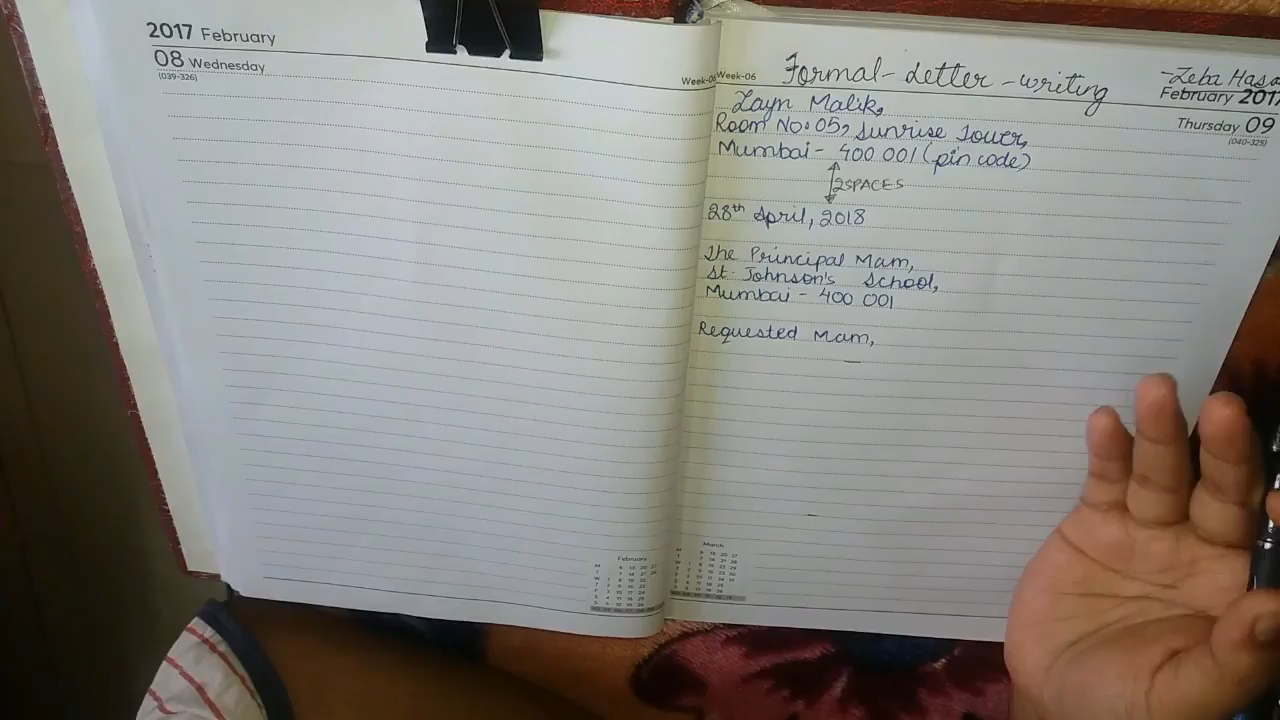 2017 February
08 Wednesday
(039-326)
Week-06
Formal-Letter-writing
-Zeba Hasa
February 2017
Thursday 09
(040-325)
Zayn Malik,
Room No. 05, Sunrise Tower,
Mumbai - 400 001 (pin code)
2 SPACES
28th April, 2018
The Principal Mam,
St. Johnson's School,
Mumbai - 400 001
Requested Mam,
February
March